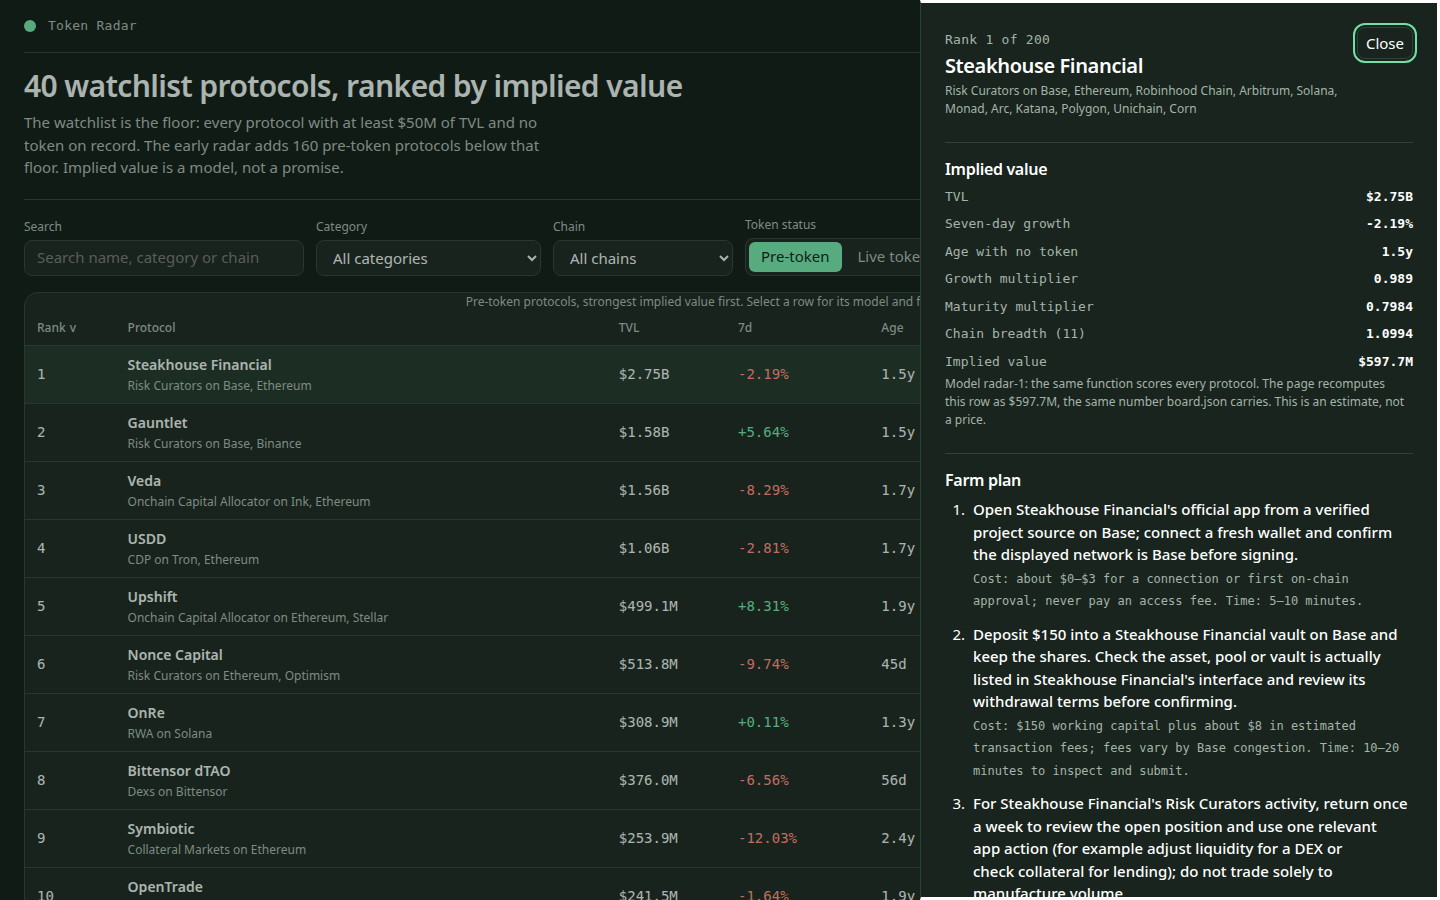 Token Radar
40 watchlist protocols, ranked by implied value
The watchlist is the floor: every protocol with at least $50M of TVL and no
token on record. The early radar adds 160 pre-token protocols below that
floor. Implied value is a model, not a promise.
Search
Category
Chain
Token status
Search name, category or chain
All categories
All chains
Pre-token
Live toke
Pre-token protocols, strongest implied value first. Select a row for its model and f
Rank v Protocol TVL 7d Age
1 Steakhouse Financial $2.75B -2.19% 1.5y
Risk Curators on Base, Ethereum
2 Gauntlet $1.58B +5.64% 1.5y
Risk Curators on Base, Binance
3 Veda $1.56B -8.29% 1.7y
Onchain Capital Allocator on Ink, Ethereum
4 USDD $1.06B -2.81% 1.7y
CDP on Tron, Ethereum
5 Upshift $499.1M +8.31% 1.9y
Onchain Capital Allocator on Ethereum, Stellar
6 Nonce Capital $513.8M -9.74% 45d
Risk Curators on Ethereum, Optimism
7 OnRe $308.9M +0.11% 1.3y
RWA on Solana
8 Bittensor dTAO $376.0M -6.56% 56d
Dexs on Bittensor
9 Symbiotic $253.9M -12.03% 2.4y
Collateral Markets on Ethereum
10 OpenTrade $241.5M -1.64% 1.9y
Rank 1 of 200
Close
Steakhouse Financial
Risk Curators on Base, Ethereum, Robinhood Chain, Arbitrum, Solana,
Monad, Arc, Katana, Polygon, Unichain, Corn
Implied value
TVL $2.75B
Seven-day growth -2.19%
Age with no token 1.5y
Growth multiplier 0.989
Maturity multiplier 0.7984
Chain breadth (11) 1.0994
Implied value $597.7M
Model radar-1: the same function scores every protocol. The page recomputes
this row as $597.7M, the same number board.json carries. This is an estimate, not
a price.
Farm plan
1. Open Steakhouse Financial's official app from a verified
project source on Base; connect a fresh wallet and confirm
the displayed network is Base before signing.
Cost: about $0–$3 for a connection or first on-chain
approval; never pay an access fee. Time: 5–10 minutes.
2. Deposit $150 into a Steakhouse Financial vault on Base and
keep the shares. Check the asset, pool or vault is actually
listed in Steakhouse Financial's interface and review its
withdrawal terms before confirming.
Cost: $150 working capital plus about $8 in estimated
transaction fees; fees vary by Base congestion. Time: 10–20
minutes to inspect and submit.
3. For Steakhouse Financial's Risk Curators activity, return once
a week to review the open position and use one relevant
app action (for example adjust liquidity for a DEX or
check collateral for lending); do not trade solely to
manufacture volume.